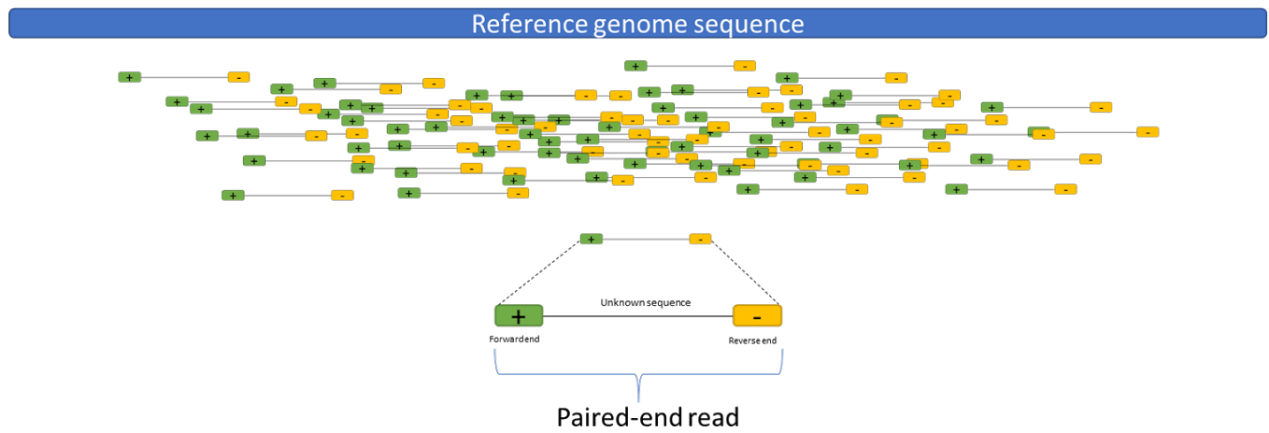 Reference genome sequence
+ -
Unknown sequence
+ -
Forward end Reverse end
Paired-end read